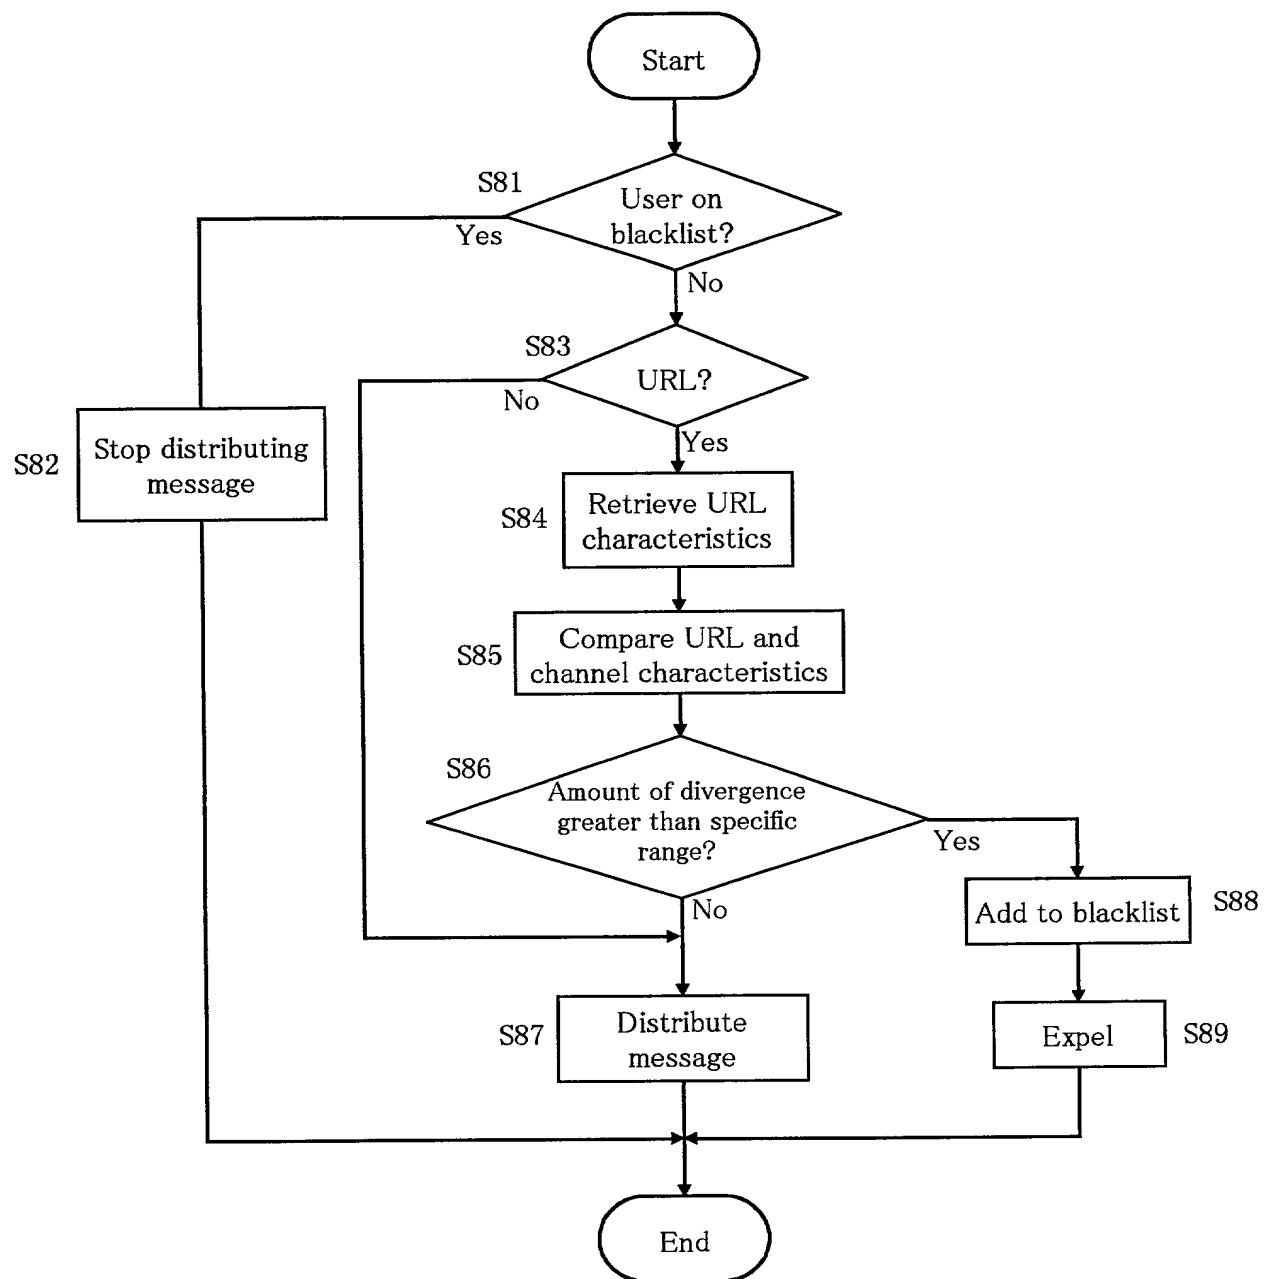 Start
S81
User on
blacklist?
Yes
No
S83
URL?
No
Yes
S82
Stop distributing
message
S84
Retrieve URL
characteristics
S85
Compare URL and
channel characteristics
S86
Amount of divergence
greater than specific
range?
Yes
No
Add to blacklist
S88
S87
Distribute
message
Expel
S89
End